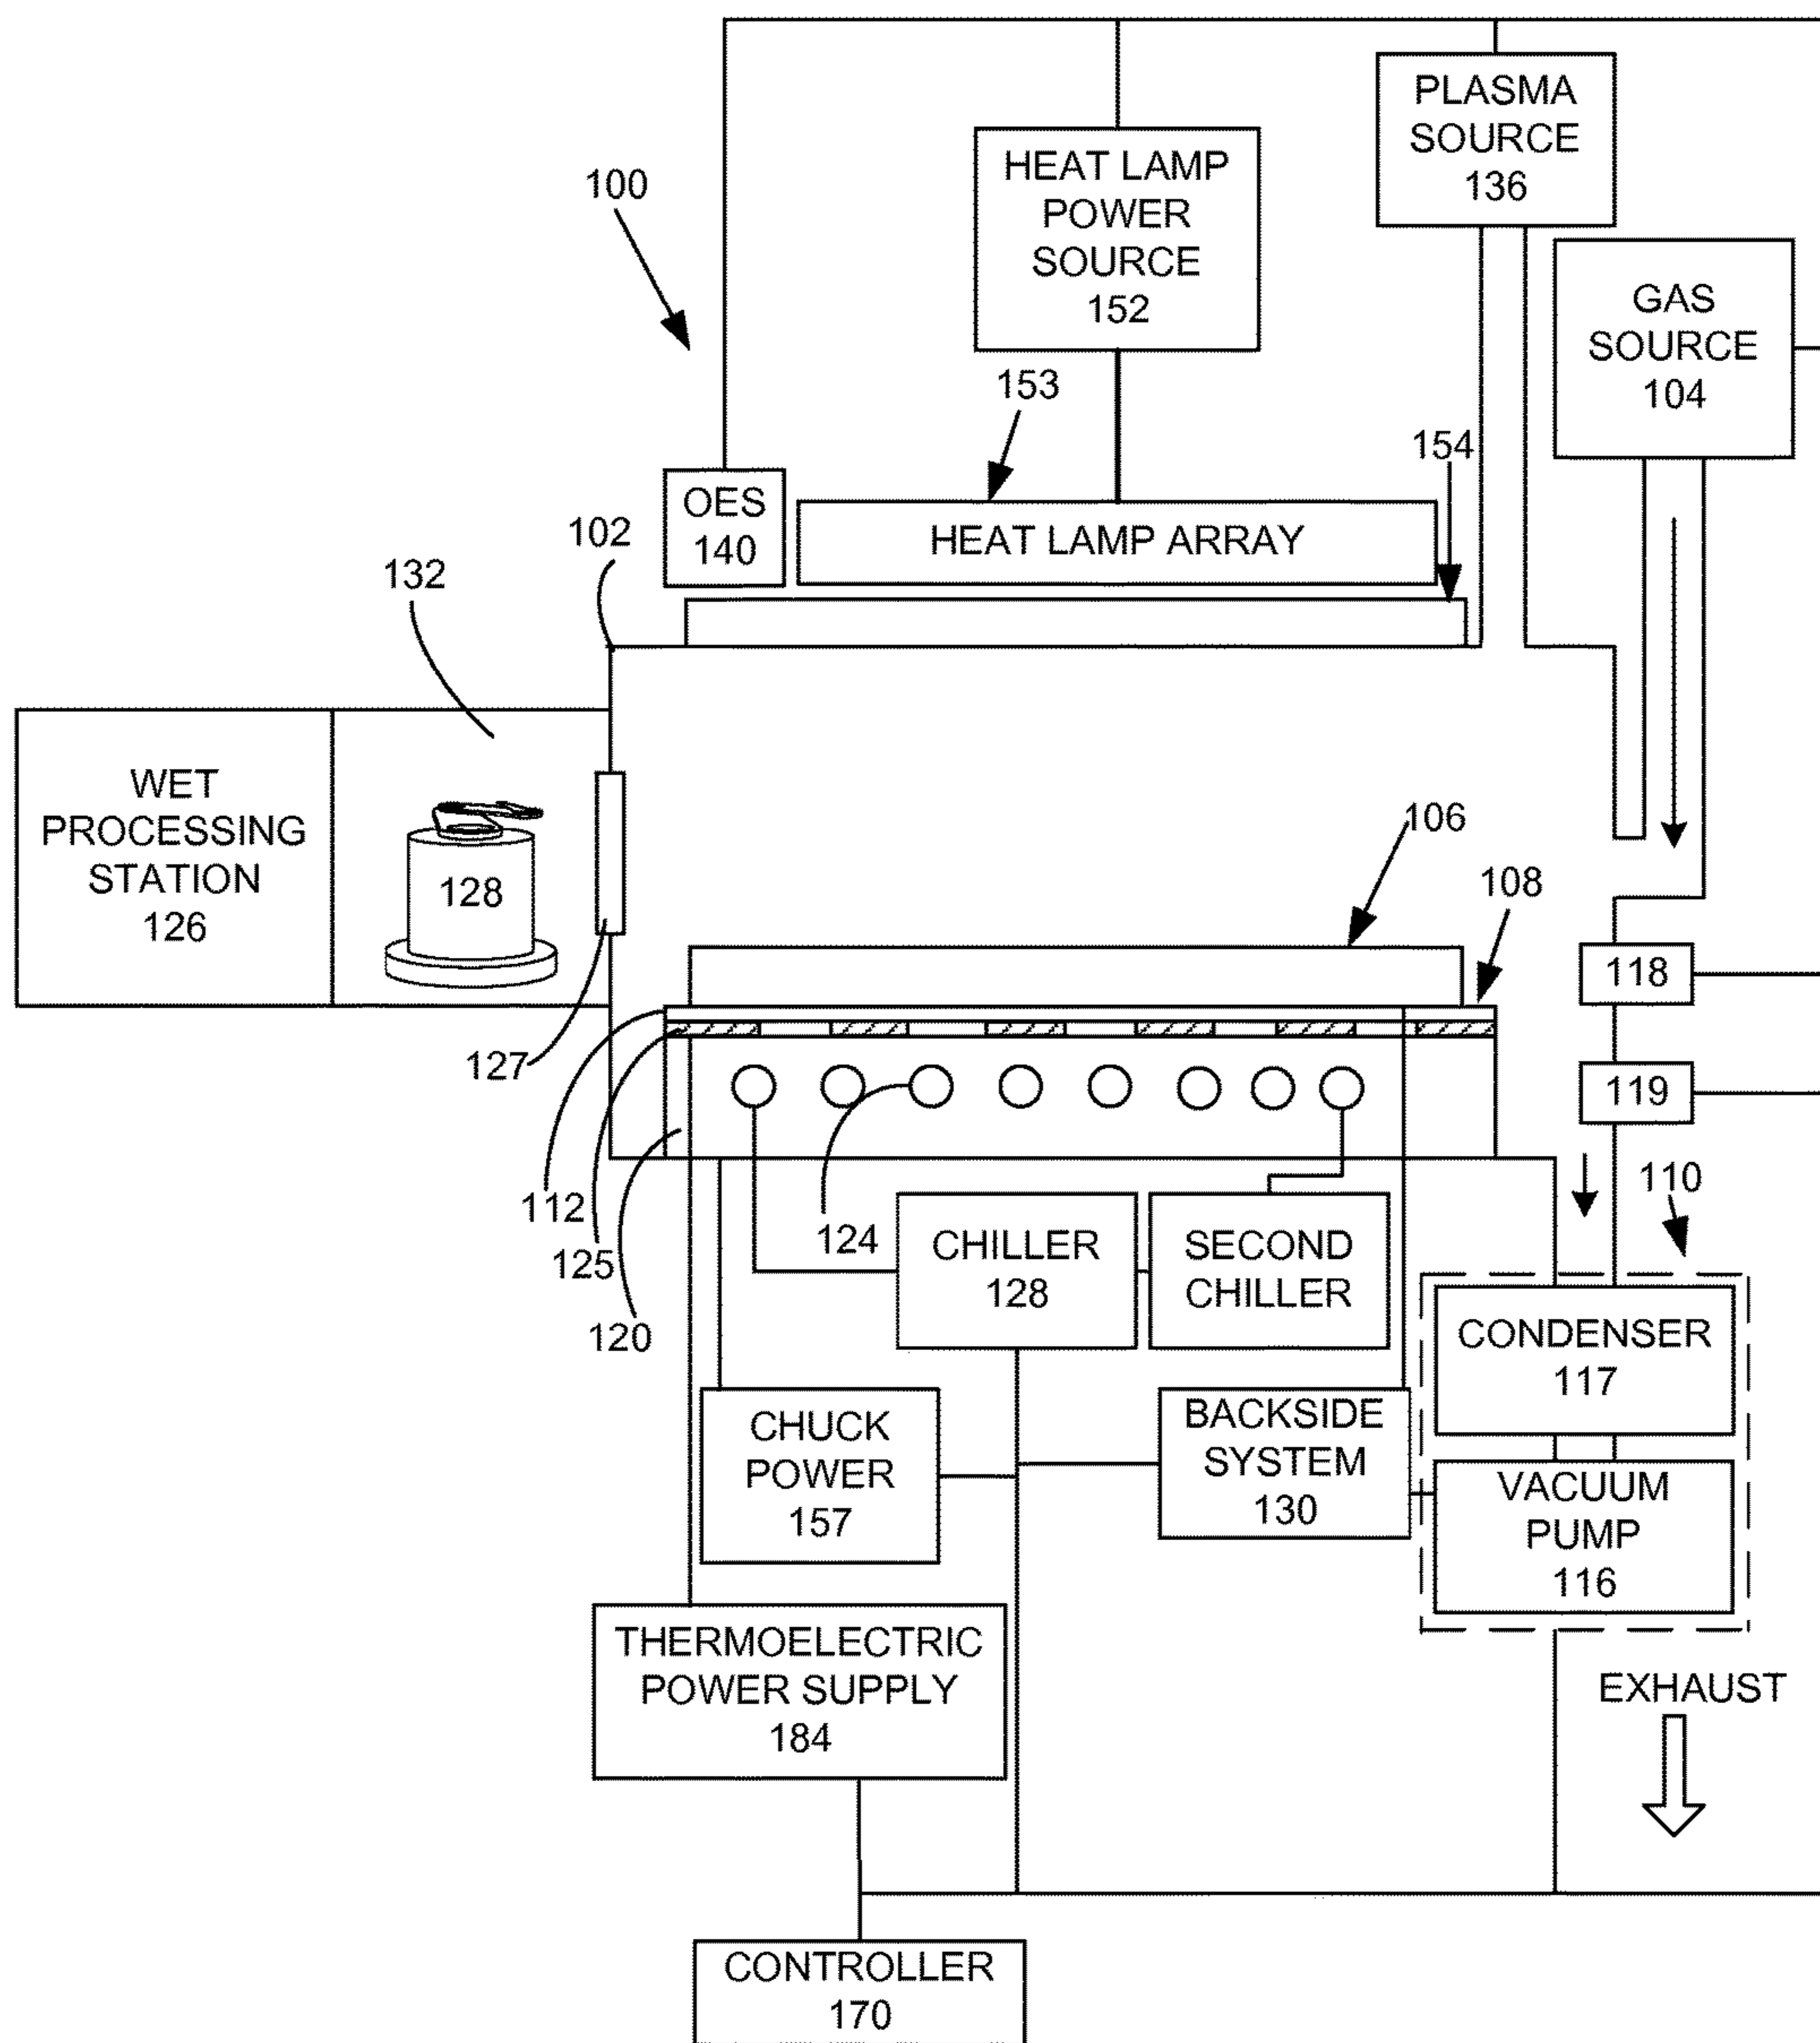 PLASMA
SOURCE
136
HEAT LAMP
POWER
SOURCE
152
100
GAS
SOURCE
104
153
154
OES
140
HEAT LAMP ARRAY
102
132
WET
PROCESSING
STATION
126
128
106
108
118
127
119
112
125
120
124
110
CHILLER
128
SECOND
CHILLER
CONDENSER
117
CHUCK
POWER
157
BACKSIDE
SYSTEM
130
VACUUM
PUMP
116
THERMOELECTRIC
POWER SUPPLY
184
EXHAUST
CONTROLLER
170